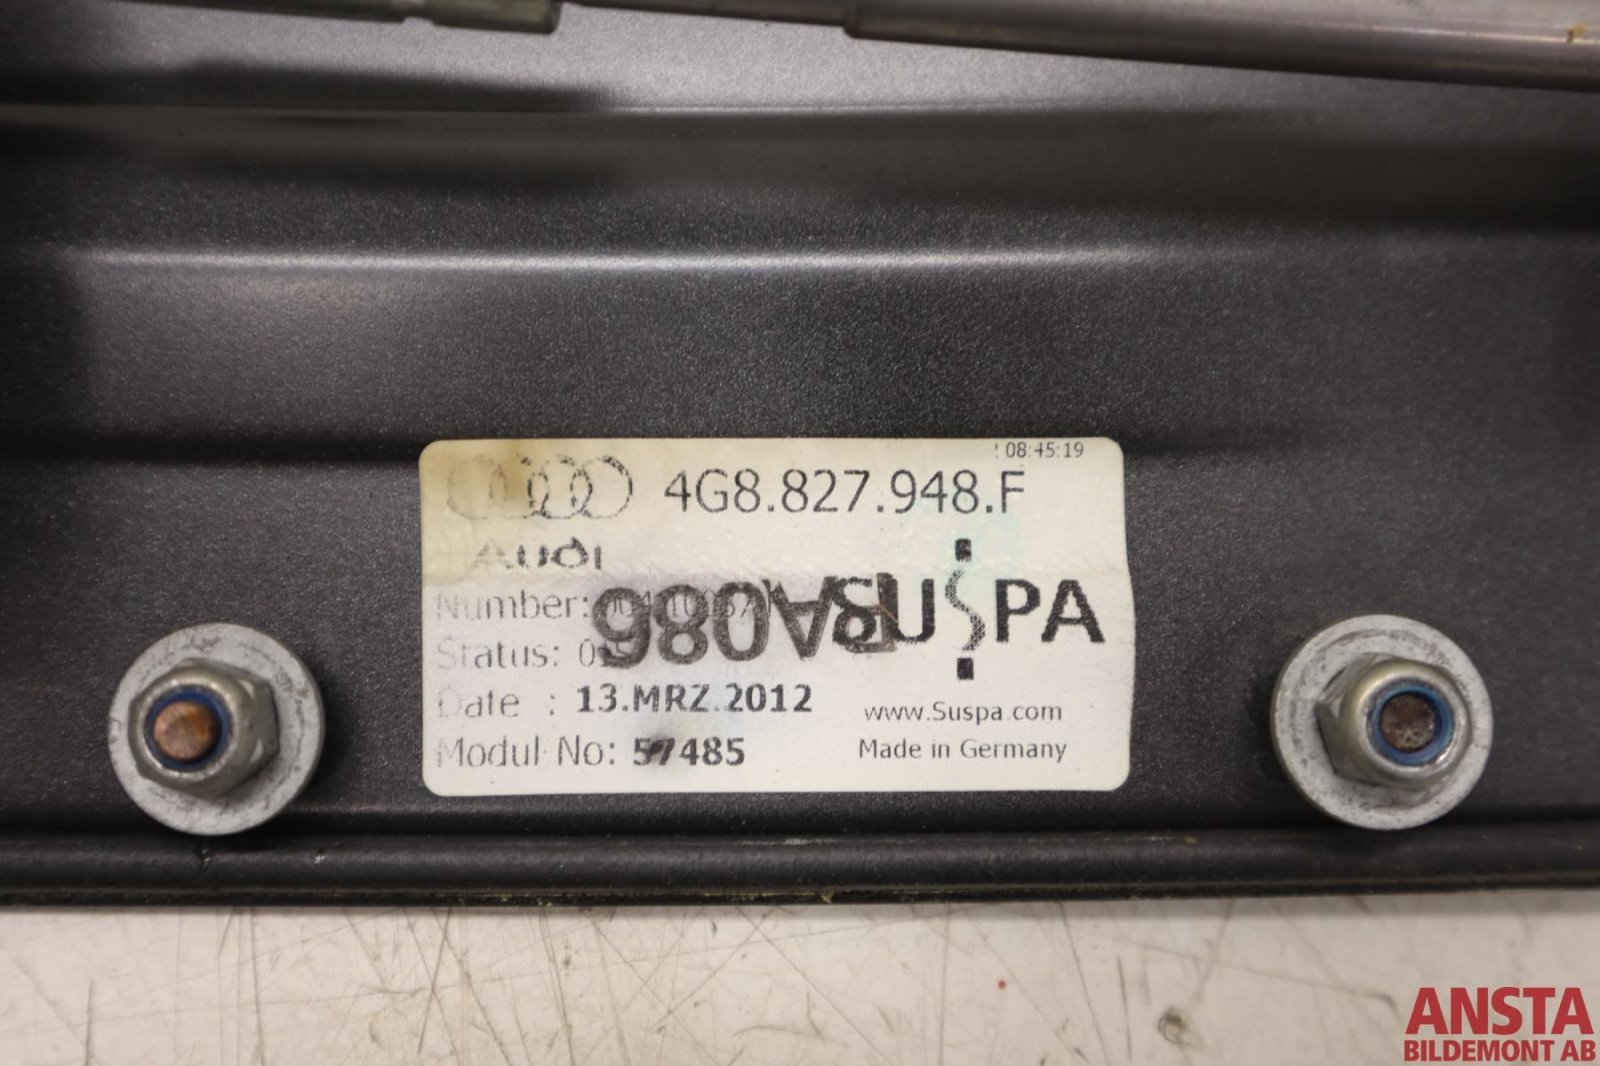 08:45:19
4G8.827.948.F
Audi
Number:
SUSPA
Status:
RA086
Date : 13.MRZ.2012
www.Suspa.com
Modul No: 57485
Made in Germany
ANSTA
BILDEMONT AB